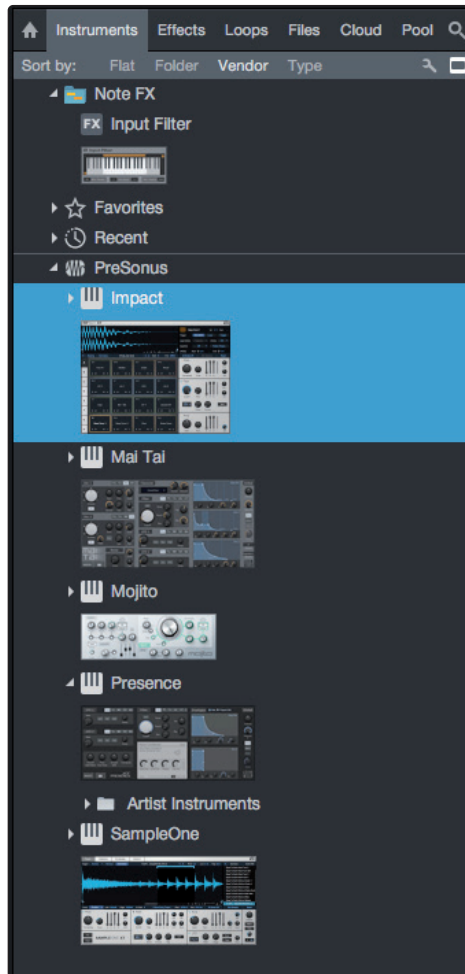 Instruments Effects Loops Files Cloud Pool
Sort by: Flat Folder Vendor Type
Note FX
FX Input Filter
Favorites
Recent
PreSonus
Impact
Mai Tai
Mojito
Presence
Artist Instruments
SampleOne